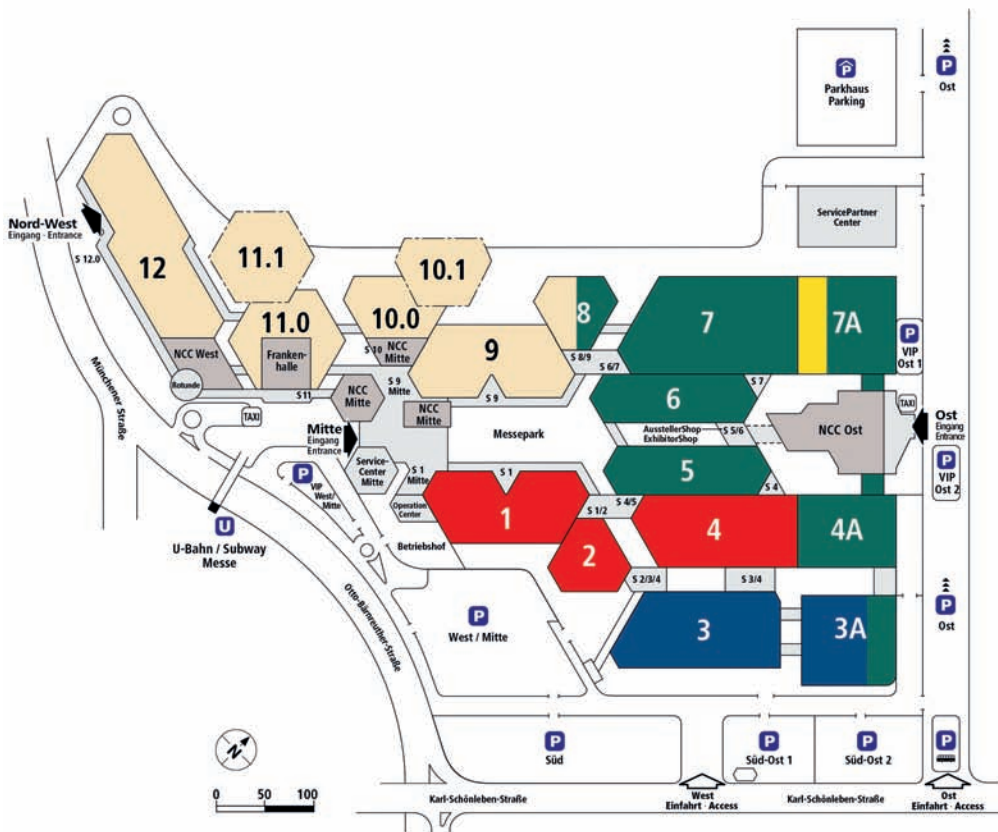 P
Ost
P
Parkhaus
Parking
ServicePartner
Center
Nord-West
Eingang · Entrance
S 12.0
12
11.1
10.1
11.0
10.0
8
7
7A
NCC West
Franken-
halle
S 10
NCC
Mitte
9
S 8/9
S 6/7
P
VIP
Ost 1
Rotunde
S 11
S 9
Mitte
S 9
NCC
Mitte
NCC
Mitte
6
S 7
TAXI
TAXI
Münchener Straße
Mitte
Eingang
Entrance
Messepark
AusstellerShop
ExhibitorShop
S 5/6
NCC Ost
Ost
Eingang
Entrance
Service-
Center
Mitte
S 1
Mitte
S 1
5
S 4
P
VIP
Ost 2
P
VIP
West/
Mitte
Operation
Center
1
S 4/5
S 1/2
4
4A
U
U-Bahn / Subway
Messe
Betriebshof
2
S 2/3/4
S 3/4
P
Ost
Otto-Bärnreuther-Straße
P
West / Mitte
3
3A
N
P
Süd
P
Süd-Ost 1
P
Süd-Ost 2
P
0 50 100
Karl-Schönleben-Straße
West
Einfahrt · Access
Karl-Schönleben-Straße
Ost
Einfahrt · Access